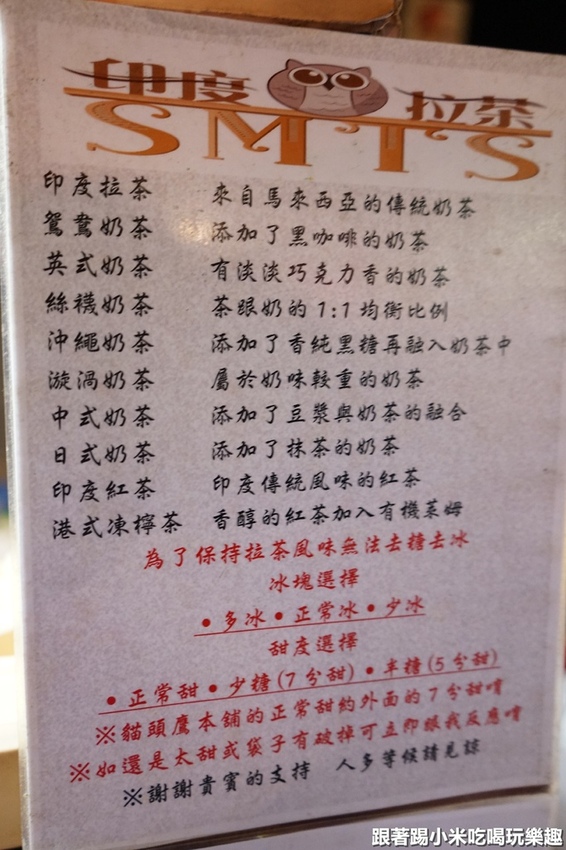 印度拉茶
SMTS
印度拉茶 來自馬來西亞的傳統奶茶
鴛鴦奶茶 添加了黑咖啡的奶茶
英式奶茶 有淡淡巧克力香的奶茶
絲襪奶茶 茶跟奶的1:1均衡比例
沖繩奶茶 添加了香純黑糖再融入奶茶中
漩渦奶茶 屬於奶味較重的奶茶
中式奶茶 添加了豆漿與奶茶的融合
日式奶茶 添加了抹茶的奶茶
印度紅茶 印度傳統風味的紅茶
港式凍檸茶 香醇的紅茶加入有機萊姆
為了保持拉茶風味無法去糖去冰
冰塊選擇
•多冰•正常冰•少冰
甜度選擇
•正常甜•少糖(7分甜)•半糖(5分甜)
※貓頭鷹本舖的正常甜約外面的7分甜唷
※如還是太甜或袋子有破掉可立即跟我反應唷
※謝謝貴賓的支持 人多等候請見諒
跟著踢小米吃喝玩樂趣